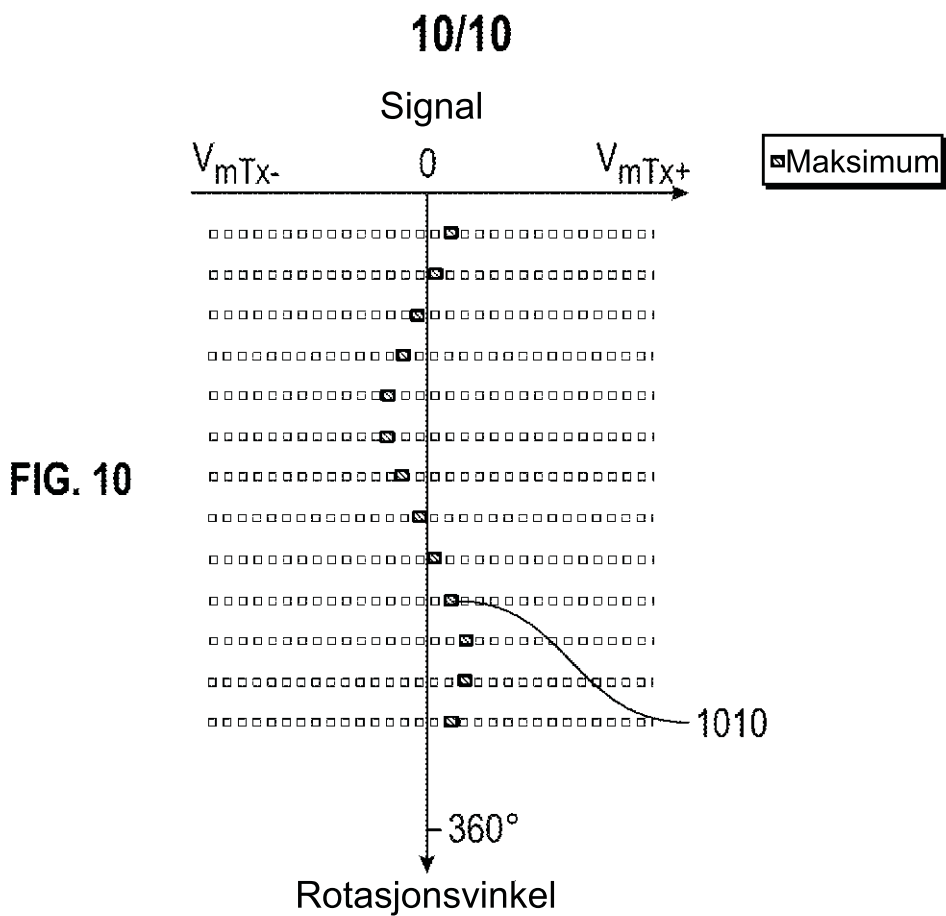 10/10
Signal
VmTx-
0
VmTx+
Maksimum
FIG. 10
1010
360°
Rotasjonsvinkel